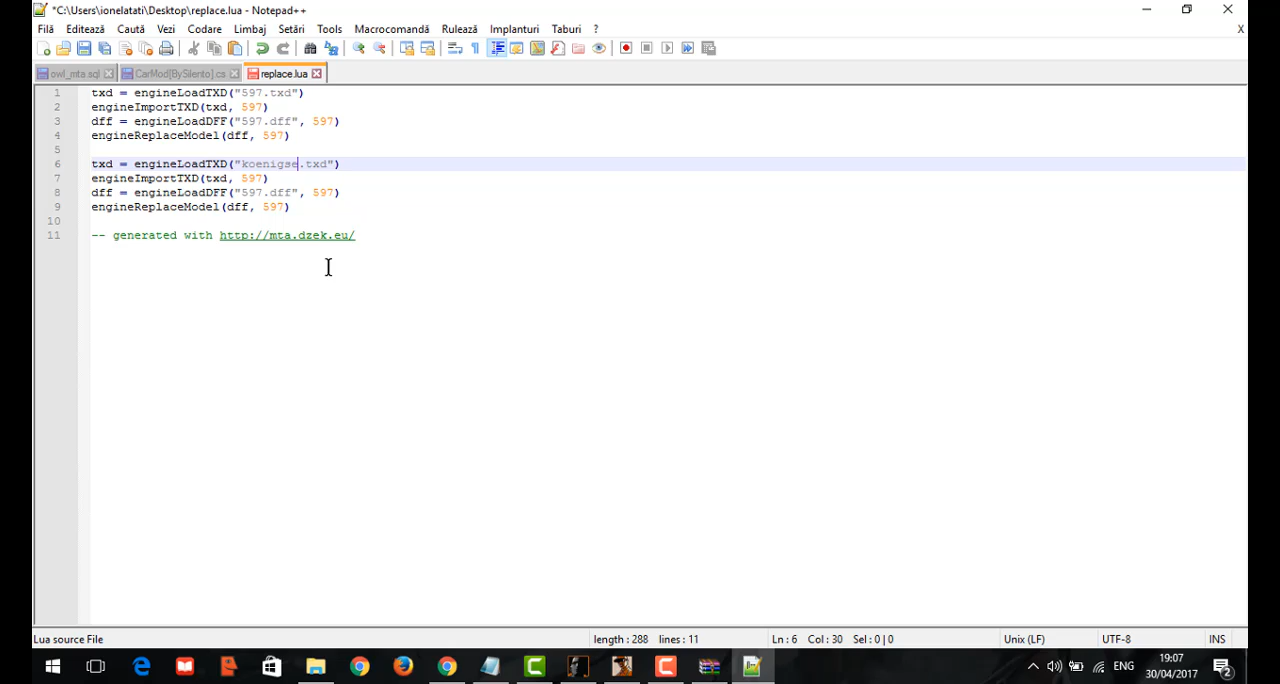 *C:\Users\ionelatati\Desktop\replace.lua - Notepad++
Filă Editează Caută Vezi Codare Limbaj Setări Tools Macrocomandă Rulează Implanturi Taburi ? X
owl_mta.sql CarMod[BySilento].cs replace.lua
1 txd = engineLoadTXD("597.txd")
2 engineImportTXD(txd, 597)
3 dff = engineLoadDFF("597.dff", 597)
4 engineReplaceModel(dff, 597)
5
6 txd = engineLoadTXD("koenigse.txd")
7 engineImportTXD(txd, 597)
8 dff = engineLoadDFF("597.dff", 597)
9 engineReplaceModel(dff, 597)
10
11 -- generated with http://mta.dzek.eu/
Lua source File length : 288 lines : 11 Ln : 6 Col : 30 Sel : 0 | 0 Unix (LF) UTF-8 INS
ENG 19:07
30/04/2017 2